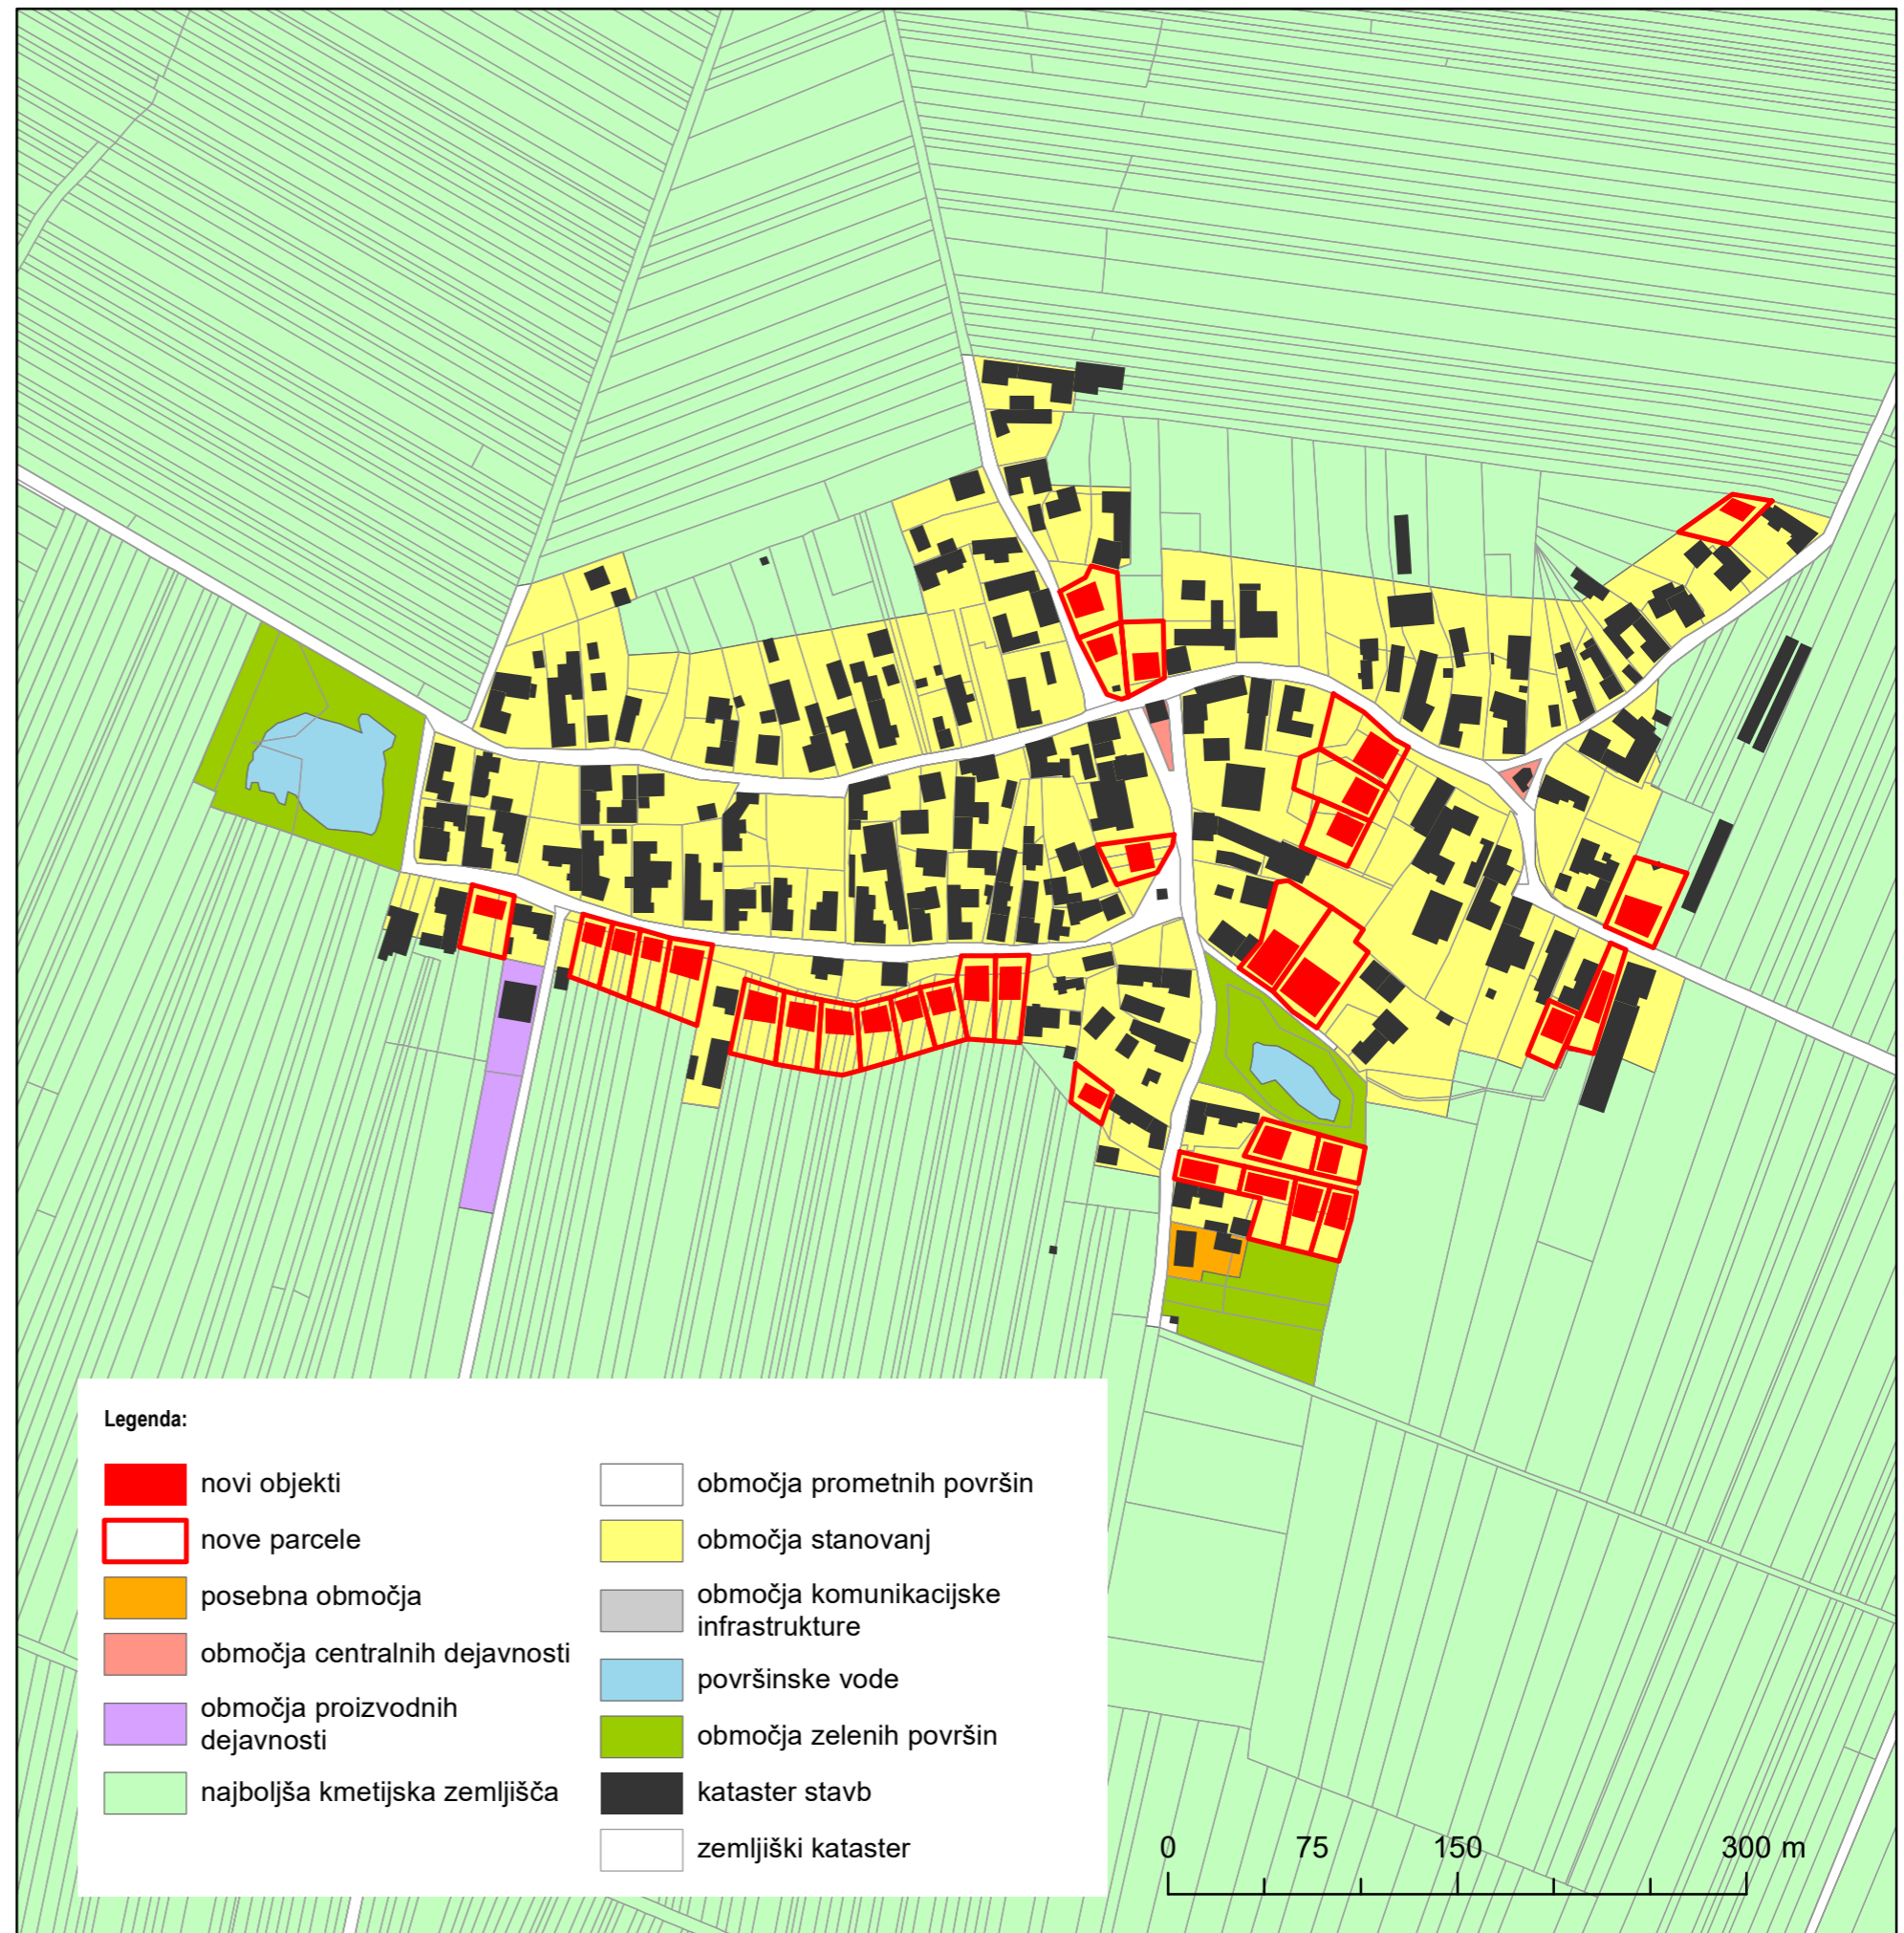 Legenda:
novi objekti
nove parcele
posebna območja
območja centralnih dejavnosti
območja proizvodnih
dejavnosti
najboljša kmetijska zemljišča
območja prometnih površin
območja stanovanj
območja komunikacijske
infrastrukture
površinske vode
območja zelenih površin
kataster stavb
zemljiški kataster
0 75 150 300 m